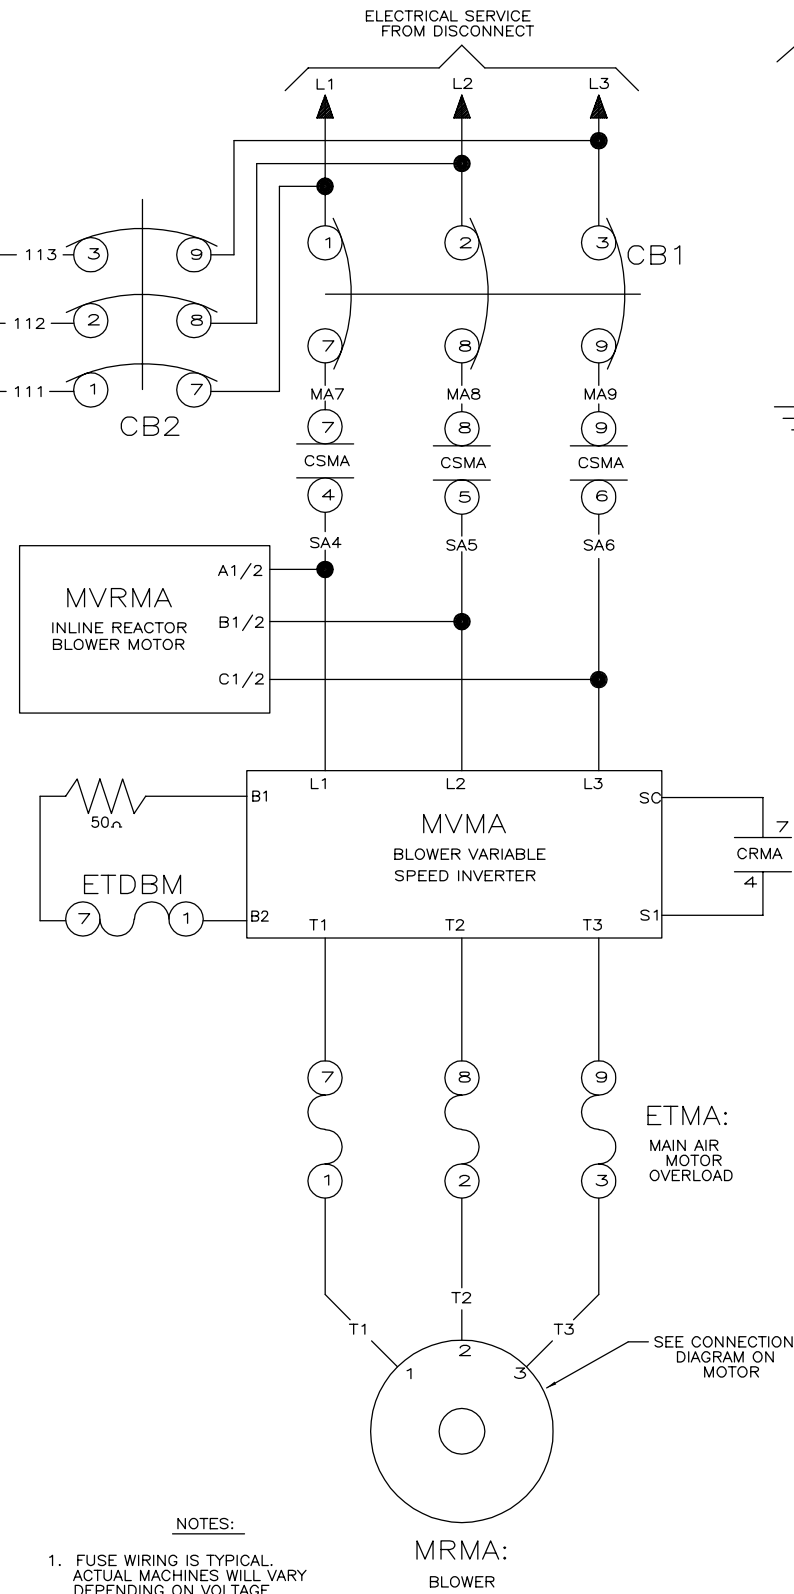 ELECTRICAL SERVICE
FROM DISCONNECT
L1 L2 L3
113 3 9
1 2 3
CB1
112 2 8
7 8 9
111 1 7
MA7 MA8 MA9
CB2
7 8 9
CSMA CSMA CSMA
4 5 6
SA4 SA5 SA6
A1/2
MVRMA
INLINE REACTOR
BLOWER MOTOR
B1/2
C1/2
L1 L2 L3
B1
SC
50Ω
MVMA
BLOWER VARIABLE
SPEED INVERTER
7
CRMA
4
ETDBM
7 1
B2
S1
T1 T2 T3
7 8 9
ETMA:
MAIN AIR
MOTOR
OVERLOAD
1 2 3
T2
T1 T3
1 2 3
SEE CONNECTION
DIAGRAM ON
MOTOR
NOTES:
MRMA:
BLOWER
1. FUSE WIRING IS TYPICAL.
ACTUAL MACHINES WILL VARY
DEPENDING ON VOLTAGE